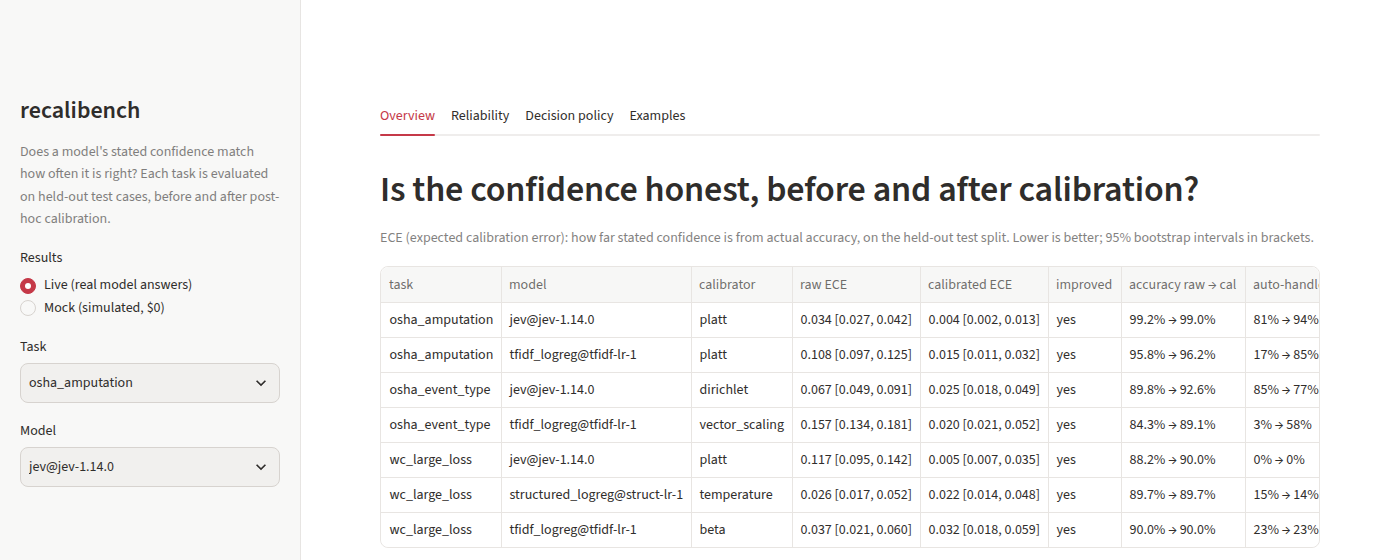 recalibench
Does a model's stated confidence match
how often it is right? Each task is evaluated
on held-out test cases, before and after post-
hoc calibration.
Results
Live (real model answers)
Mock (simulated, $0)
Task
osha_amputation
Model
jev@jev-1.14.0
Overview Reliability Decision policy Examples
Is the confidence honest, before and after calibration?
ECE (expected calibration error): how far stated confidence is from actual accuracy, on the held-out test split. Lower is better; 95% bootstrap intervals in brackets.
task model calibrator raw ECE calibrated ECE improved accuracy raw → cal auto-handl
osha_amputation jev@jev-1.14.0 platt 0.034 [0.027, 0.042] 0.004 [0.002, 0.013] yes 99.2% → 99.0% 81% → 94%
osha_amputation tfidf_logreg@tfidf-lr-1 platt 0.108 [0.097, 0.125] 0.015 [0.011, 0.032] yes 95.8% → 96.2% 17% → 85%
osha_event_type jev@jev-1.14.0 dirichlet 0.067 [0.049, 0.091] 0.025 [0.018, 0.049] yes 89.8% → 92.6% 85% → 77%
osha_event_type tfidf_logreg@tfidf-lr-1 vector_scaling 0.157 [0.134, 0.181] 0.020 [0.021, 0.052] yes 84.3% → 89.1% 3% → 58%
wc_large_loss jev@jev-1.14.0 platt 0.117 [0.095, 0.142] 0.005 [0.007, 0.035] yes 88.2% → 90.0% 0% → 0%
wc_large_loss structured_logreg@struct-lr-1 temperature 0.026 [0.017, 0.052] 0.022 [0.014, 0.048] yes 89.7% → 89.7% 15% → 14%
wc_large_loss tfidf_logreg@tfidf-lr-1 beta 0.037 [0.021, 0.060] 0.032 [0.018, 0.059] yes 90.0% → 90.0% 23% → 23%